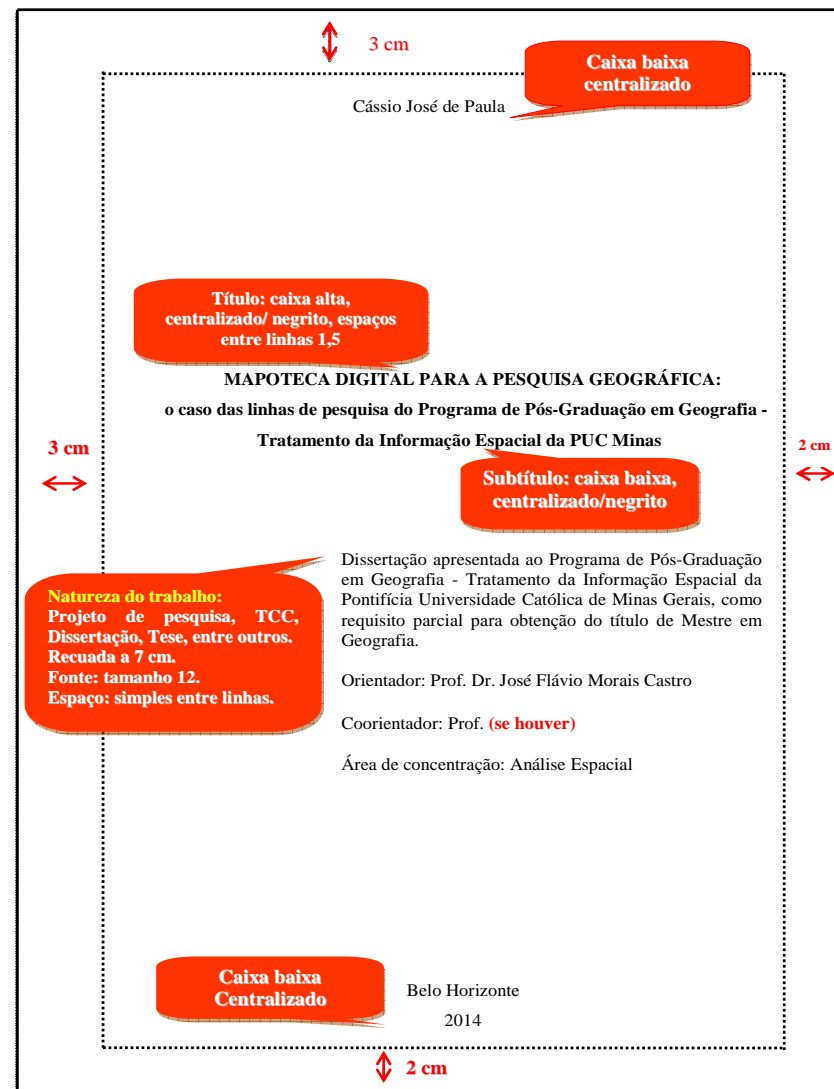 3 cm
Caixa baixa
centralizado
Cássio José de Paula
Título: caixa alta,
centralizado/ negrito, espaços
entre linhas 1,5
MAPOTECA DIGITAL PARA A PESQUISA GEOGRÁFICA:
o caso das linhas de pesquisa do Programa de Pós-Graduação em Geografia -
Tratamento da Informação Espacial da PUC Minas
3 cm
2 cm
Subtítulo: caixa baixa,
centralizado/negrito
Dissertação apresentada ao Programa de Pós-Graduação
em Geografia - Tratamento da Informação Espacial da
Pontifícia Universidade Católica de Minas Gerais, como
requisito parcial para obtenção do título de Mestre em
Geografia.
Natureza do trabalho:
Projeto de pesquisa, TCC,
Dissertação, Tese, entre outros.
Recuada a 7 cm.
Fonte: tamanho 12.
Espaço: simples entre linhas.
Orientador: Prof. Dr. José Flávio Morais Castro
Coorientador: Prof. (se houver)
Área de concentração: Análise Espacial
Caixa baixa
Centralizado
Belo Horizonte
2014
2 cm